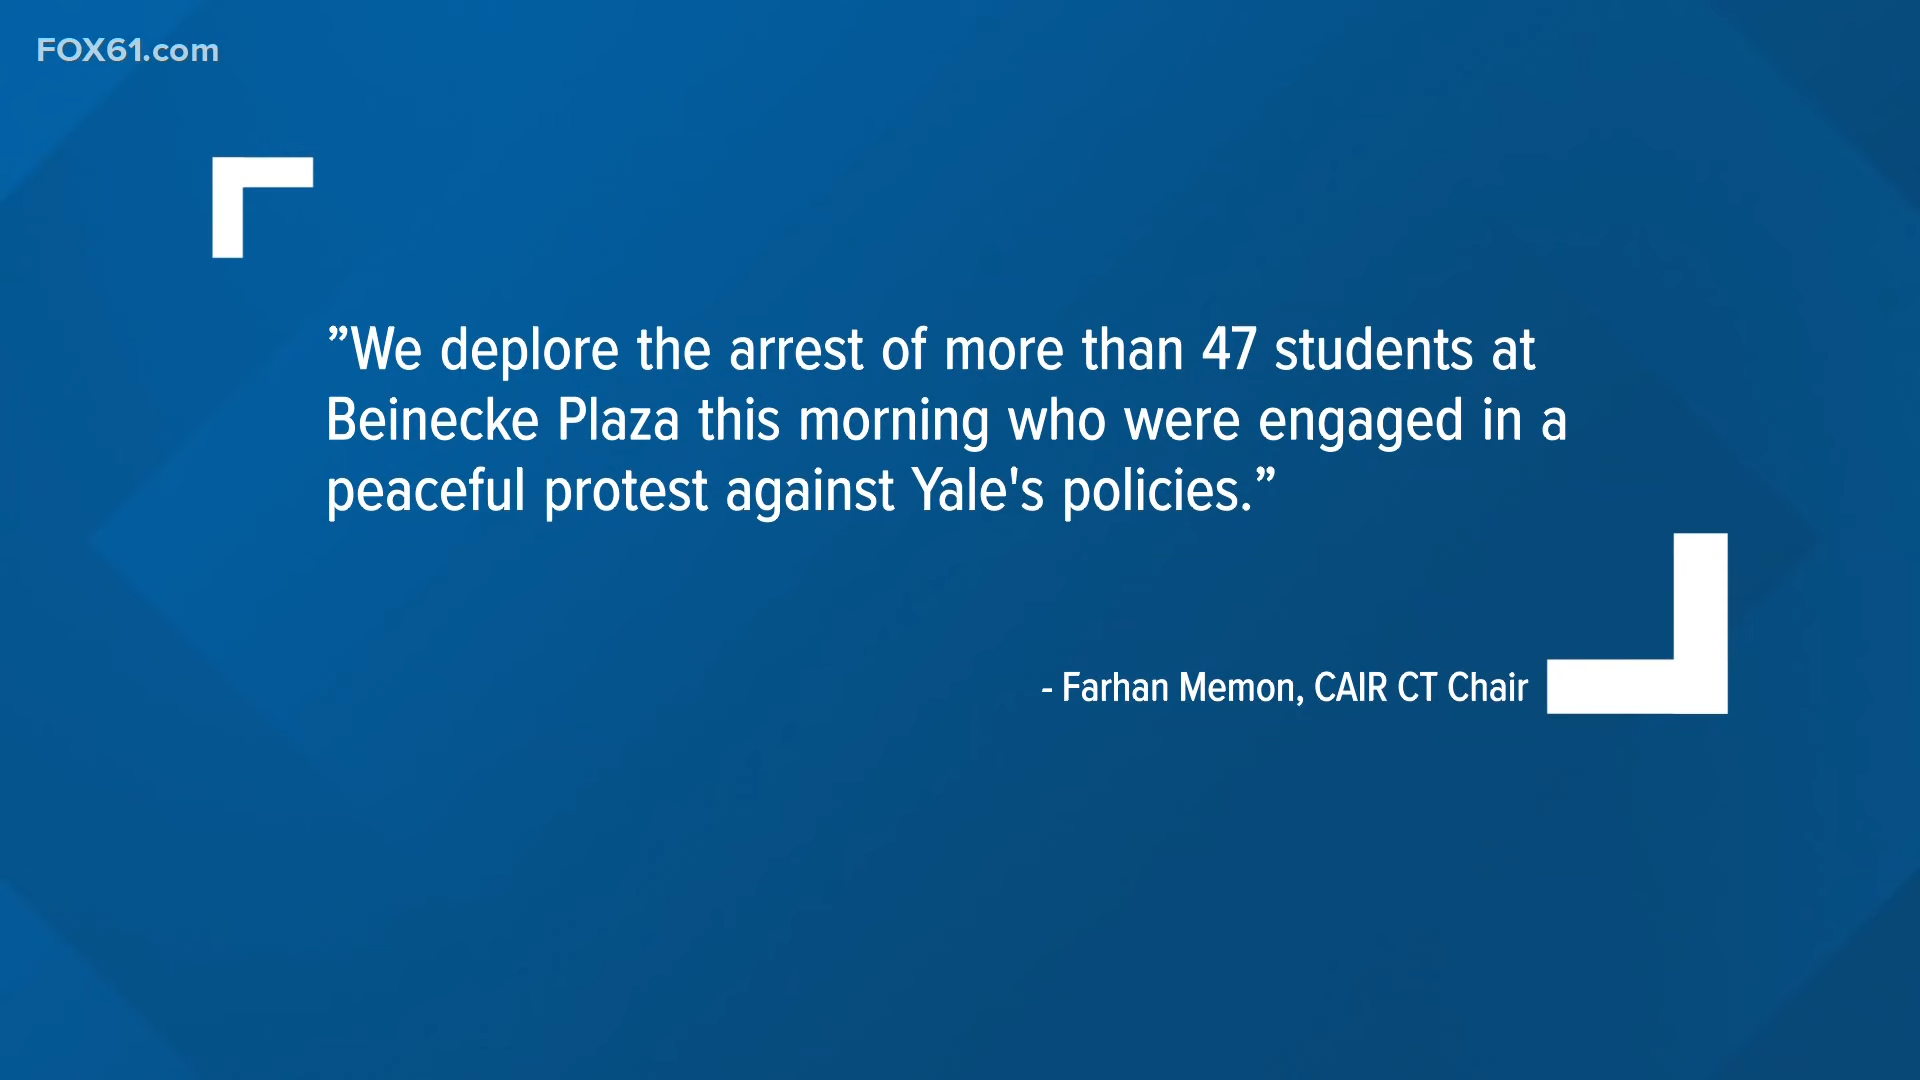 FOX61.com
”We deplore the arrest of more than 47 students at
Beinecke Plaza this morning who were engaged in a
peaceful protest against Yale's policies.”
- Farhan Memon, CAIR CT Chair